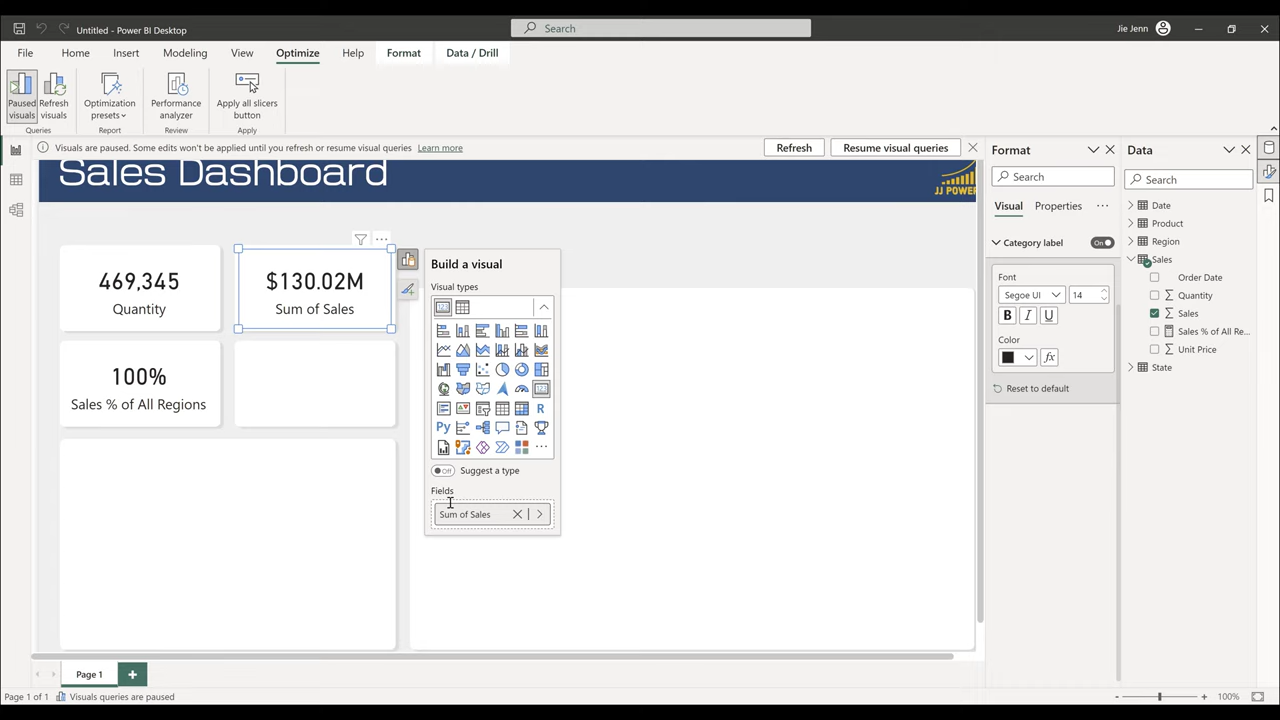 Untitled - Power BI Desktop
Search
Jie Jenn
File
Home
Insert
Modeling
View
Optimize
Help
Format
Data / Drill
Paused visuals
Refresh visuals
Optimization presets
Performance analyzer
Apply all slicers button
Queries
Report
Review
Apply
Visuals are paused. Some edits won't be applied until you refresh or resume visual queries
Learn more
Refresh
Resume visual queries
Sales Dashboard
JJ POWER
469,345
Quantity
$130.02M
Sum of Sales
100%
Sales % of All Regions
Build a visual
Visual types
123
R
Py
Off
Suggest a type
Fields
Sum of Sales
Format
Search
Visual
Properties
Category label
On
Font
Segoe UI
14
B
I
U
Color
fx
Reset to default
Data
Search
Date
Product
Region
Sales
Order Date
Quantity
Sales
Sales % of All Re...
Unit Price
State
Page 1
Page 1 of 1
Visuals queries are paused
100%